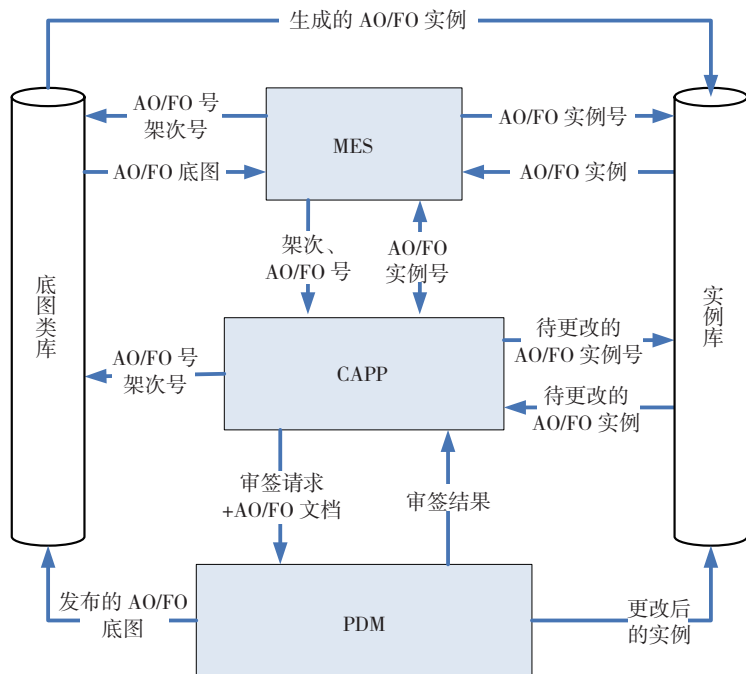 生成的 AO/FO 实例
AO/FO 号
架次号
MES
AO/FO 实例号
AO/FO 底图
AO/FO 实例
架次、
AO/FO 号
AO/FO
实例号
底图类库
实例库
待更改的
AO/FO 实例号
AO/FO 号
架次号
CAPP
待更改的
AO/FO 实例
审签请求
+AO/FO 文档
审签结果
发布的 AO/FO
底图
PDM
更改后
的实例